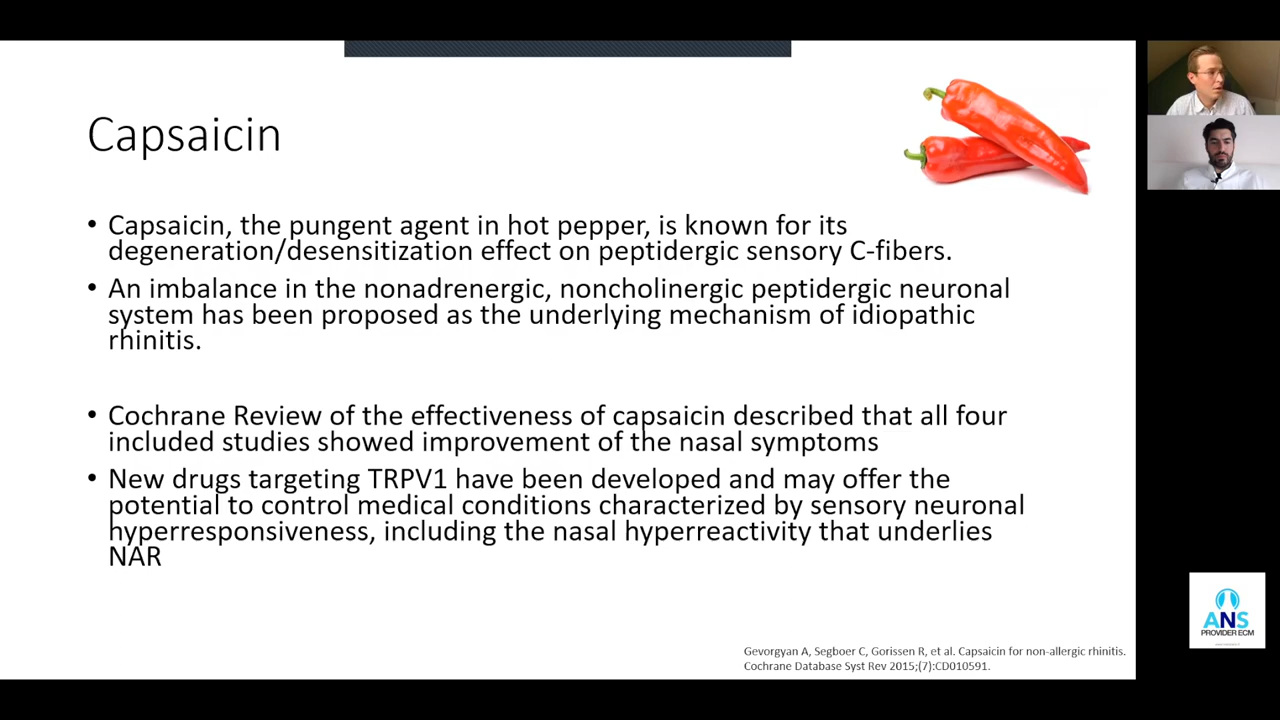 Capsaicin
• Capsaicin, the pungent agent in hot pepper, is known for its
degeneration/desensitization effect on peptidergic sensory C-fibers.
• An imbalance in the nonadrenergic, noncholinergic peptidergic neuronal
system has been proposed as the underlying mechanism of idiopathic
rhinitis.
• Cochrane Review of the effectiveness of capsaicin described that all four
included studies showed improvement of the nasal symptoms
• New drugs targeting TRPV1 have been developed and may offer the
potential to control medical conditions characterized by sensory neuronal
hyperresponsiveness, including the nasal hyperreactivity that underlies
NAR
Gevorgyan A, Segboer C, Gorissen R, et al. Capsaicin for non-allergic rhinitis.
Cochrane Database Syst Rev 2015;(7):CD010591.
ANS
PROVIDER ECM